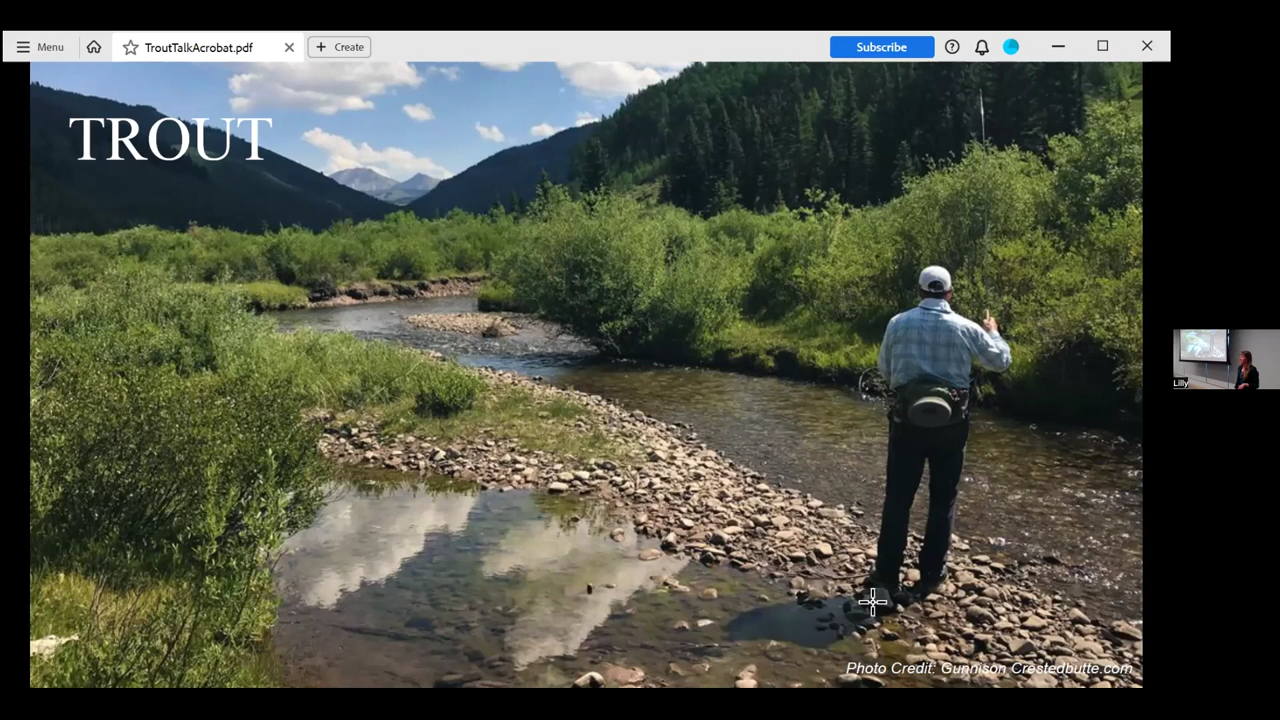 Menu
TroutTalkAcrobat.pdf
+ Create
Subscribe
TROUT
Lilly
Photo Credit: Gunnison Crestedbutte.com